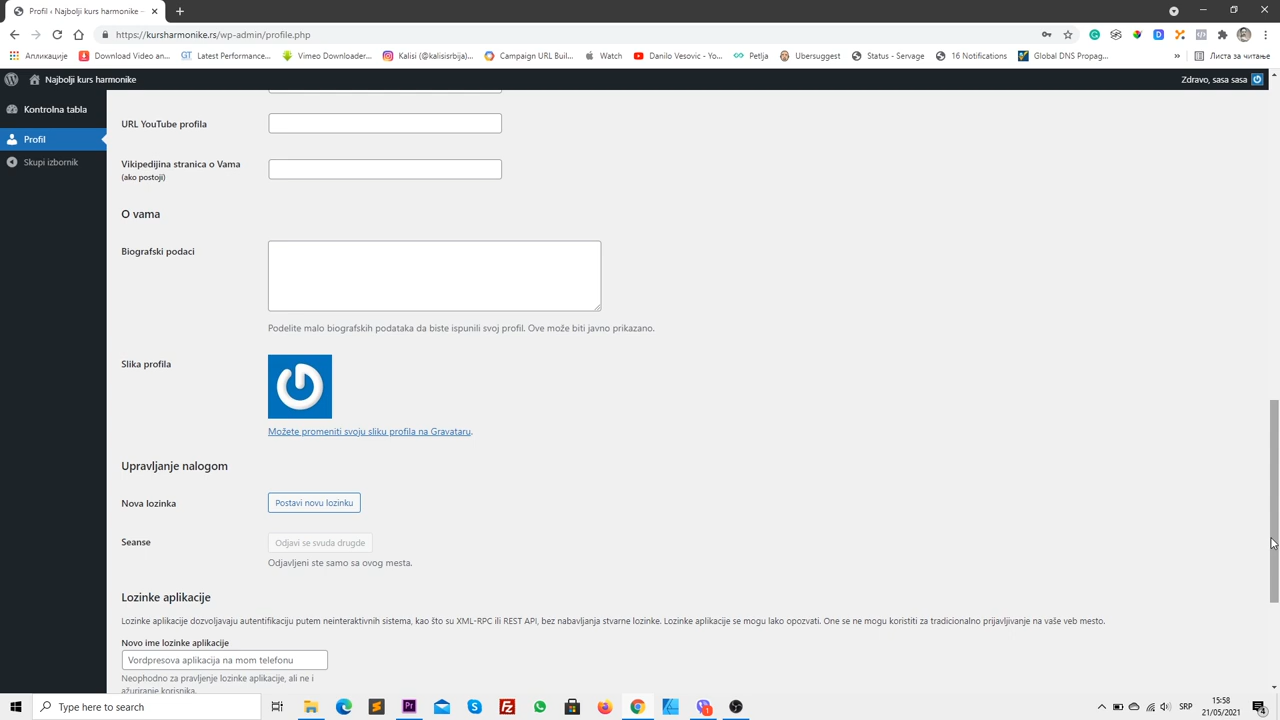 Profil ‹ Najbolji kurs harmonike –
https://kursharmonike.rs/wp-admin/profile.php
Апликације
Download Video an...
Latest Performance...
Vimeo Downloader...
Kalisi (@kalisisrbija)...
Campaign URL Buil...
Watch
Danilo Vesovic - Yo...
Petlja
Ubersuggest
Status - Servage
16 Notifications
Global DNS Propag...
»
Листа за читање
Najbolji kurs harmonike
Zdravo, sasa sasa
Kontrolna tabla
Profil
Skupi izbornik
URL YouTube profila
Vikipedijina stranica o Vama
(ako postoji)
O vama
Biografski podaci
Podelite malo biografskih podataka da biste ispunili svoj profil. Ove može biti javno prikazano.
Slika profila
Možete promeniti svoju sliku profila na Gravataru.
Upravljanje nalogom
Nova lozinka
Postavi novu lozinku
Seanse
Odjavi se svuda drugde
Odjavljeni ste samo sa ovog mesta.
Lozinke aplikacije
Lozinke aplikacije dozvoljavaju autentifikaciju putem neinteraktivnih sistema, kao što su XML-RPC ili REST API, bez nabavljanja stvarne lozinke. Lozinke aplikacije se mogu lako opozvati. One se ne mogu koristiti za tradicionalno prijavljivanje na vaše veb mesto.
Novo ime lozinke aplikacije
Vordpresova aplikacija na mom telefonu
Neophodno za pravljenje lozinke aplikacije, ali ne i
ažuriranje korisnika.
Type here to search
SRP
15:58
21/05/2021